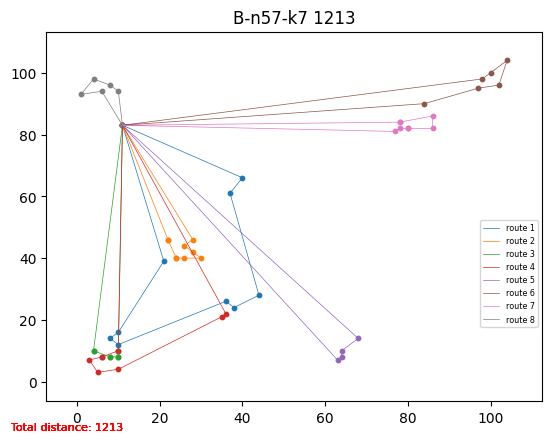 B-n57-k7 1213
100
80
60
40
20
0
route 1
route 2
route 3
route 4
route 5
route 6
route 7
route 8
0 20 40 60 80 100
Total distance: 1213